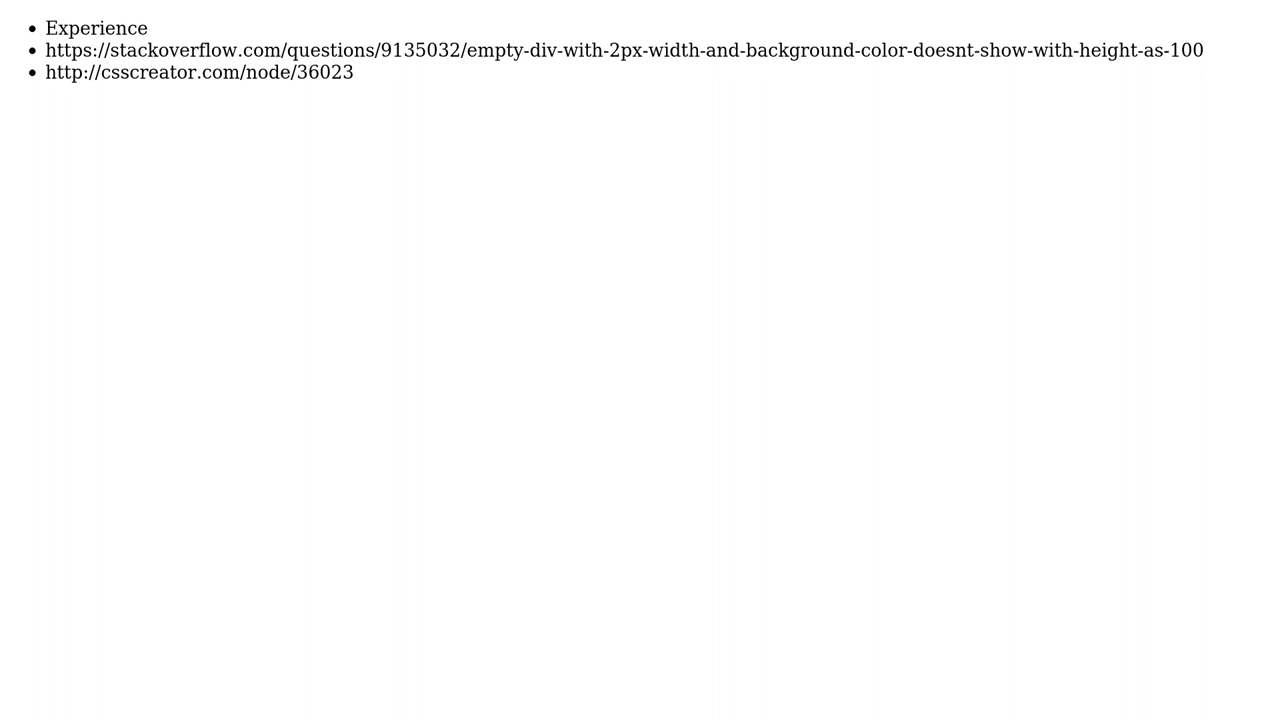 Experience
https://stackoverflow.com/questions/9135032/empty-div-with-2px-width-and-background-color-doesnt-show-with-height-as-100
http://csscreator.com/node/36023